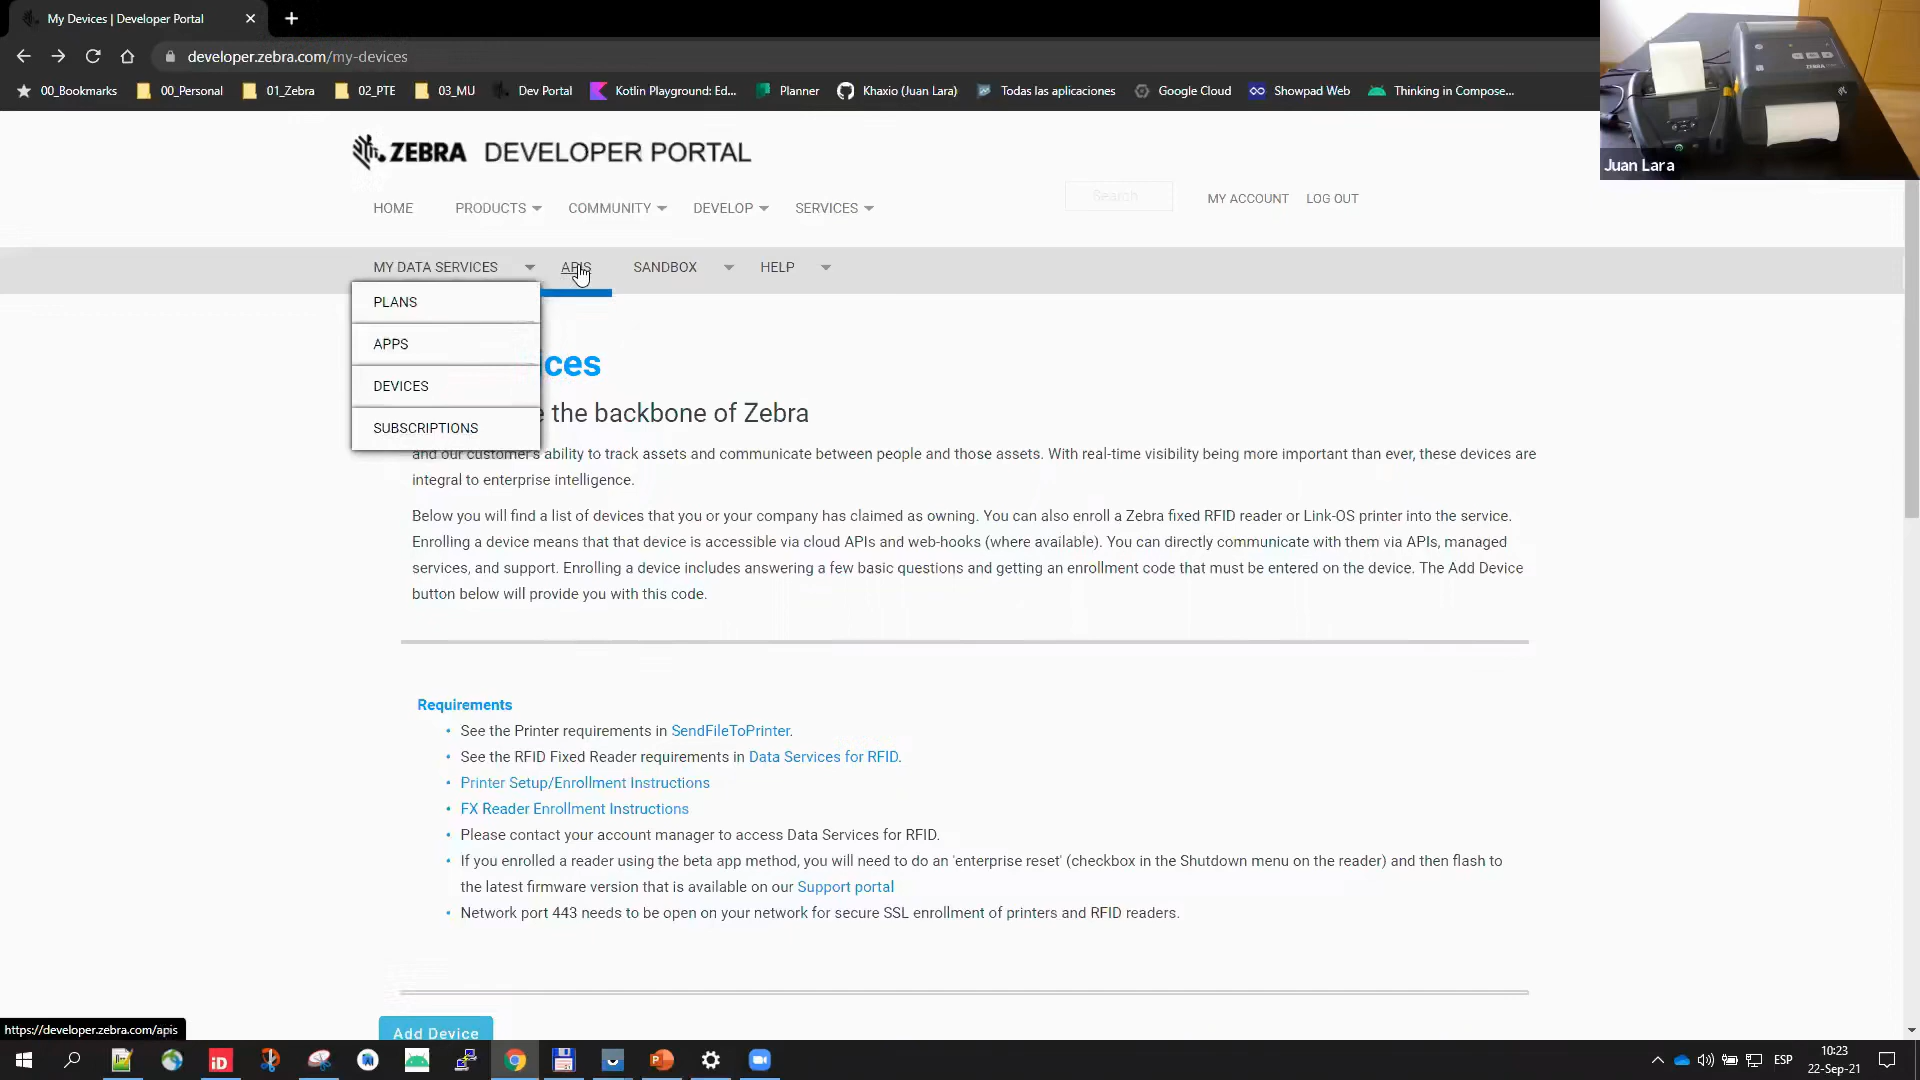 My Devices | Developer Portal
developer.zebra.com/my-devices
00_Bookmarks 00_Personal 01_Zebra 02_PTE 03_MU Dev Portal Kotlin Playground: Ed... Planner Khaxio (Juan Lara) Todas las aplicaciones Google Cloud Showpad Web Thinking in Compose...
ZEBRA
Juan Lara
ZEBRA DEVELOPER PORTAL
Search
MY ACCOUNT LOG OUT
HOME PRODUCTS COMMUNITY DEVELOP SERVICES
MY DATA SERVICES APIS SANDBOX HELP
PLANS
APPS
DEVICES
SUBSCRIPTIONS
ces
the backbone of Zebra
and our customer's ability to track assets and communicate between people and those assets. With real-time visibility being more important than ever, these devices are
integral to enterprise intelligence.
Below you will find a list of devices that you or your company has claimed as owning. You can also enroll a Zebra fixed RFID reader or Link-OS printer into the service.
Enrolling a device means that that device is accessible via cloud APIs and web-hooks (where available). You can directly communicate with them via APIs, managed
services, and support. Enrolling a device includes answering a few basic questions and getting an enrollment code that must be entered on the device. The Add Device
button below will provide you with this code.
Requirements
• See the Printer requirements in SendFileToPrinter.
• See the RFID Fixed Reader requirements in Data Services for RFID.
• Printer Setup/Enrollment Instructions
• FX Reader Enrollment Instructions
• Please contact your account manager to access Data Services for RFID.
• If you enrolled a reader using the beta app method, you will need to do an 'enterprise reset' (checkbox in the Shutdown menu on the reader) and then flash to
the latest firmware version that is available on our Support portal
• Network port 443 needs to be open on your network for secure SSL enrollment of printers and RFID readers.
Add Device
https://developer.zebra.com/apis
iD
ESP
10:23
22-Sep-21